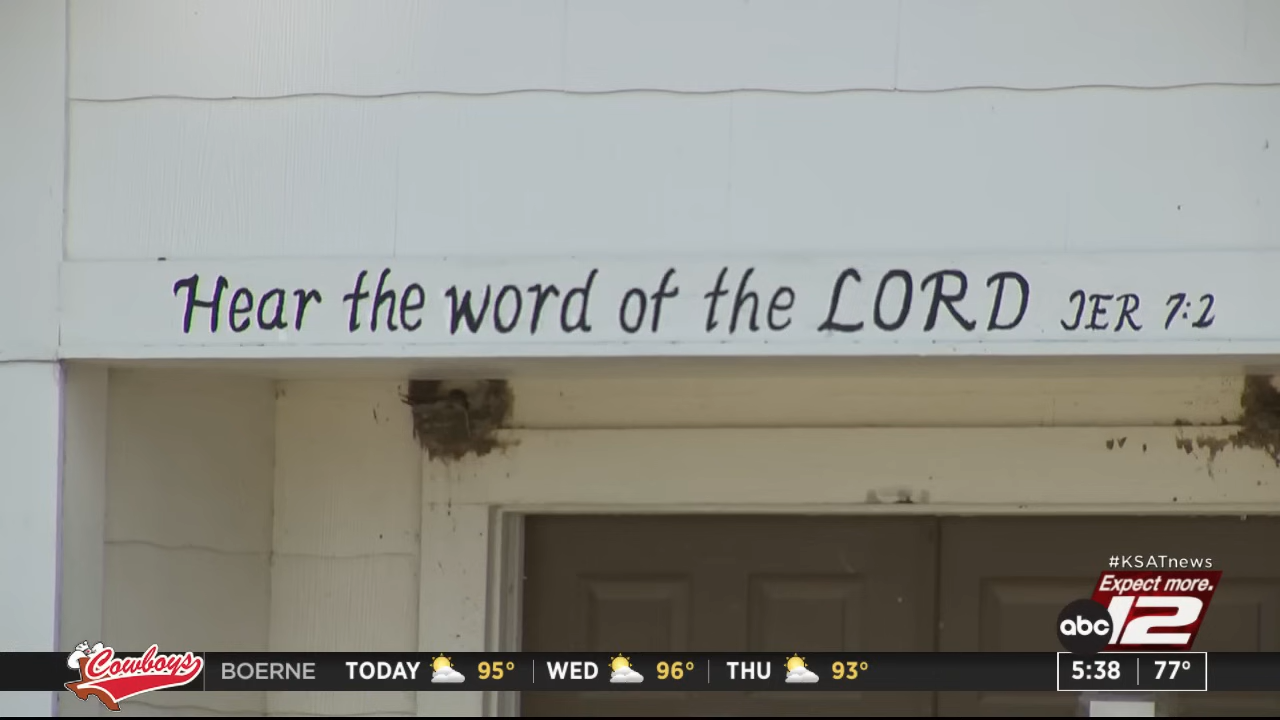 Hear the word of the LORD JER 7:2
#KSATnews
Expect more.
abc 12
Cowboys BOERNE TODAY 95° WED 96° THU 93° 5:38 77°